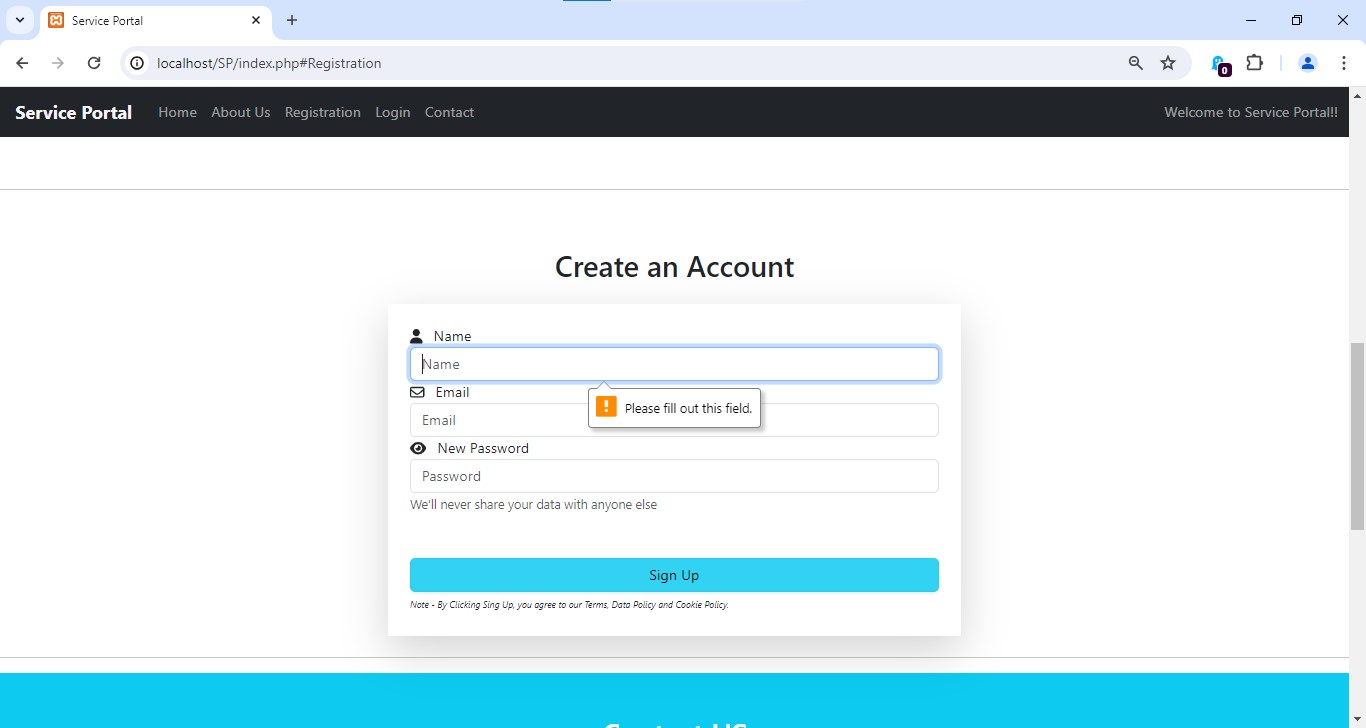 Service Portal
localhost/SP/index.php#Registration
0
Service Portal Home About Us Registration Login Contact Welcome to Service Portal!!
Create an Account
Name
Name
Email
Please fill out this field.
Email
New Password
Password
We'll never share your data with anyone else
Sign Up
Note - By Clicking Sing Up, you agree to our Terms, Data Policy and Cookie Policy.
Contact US